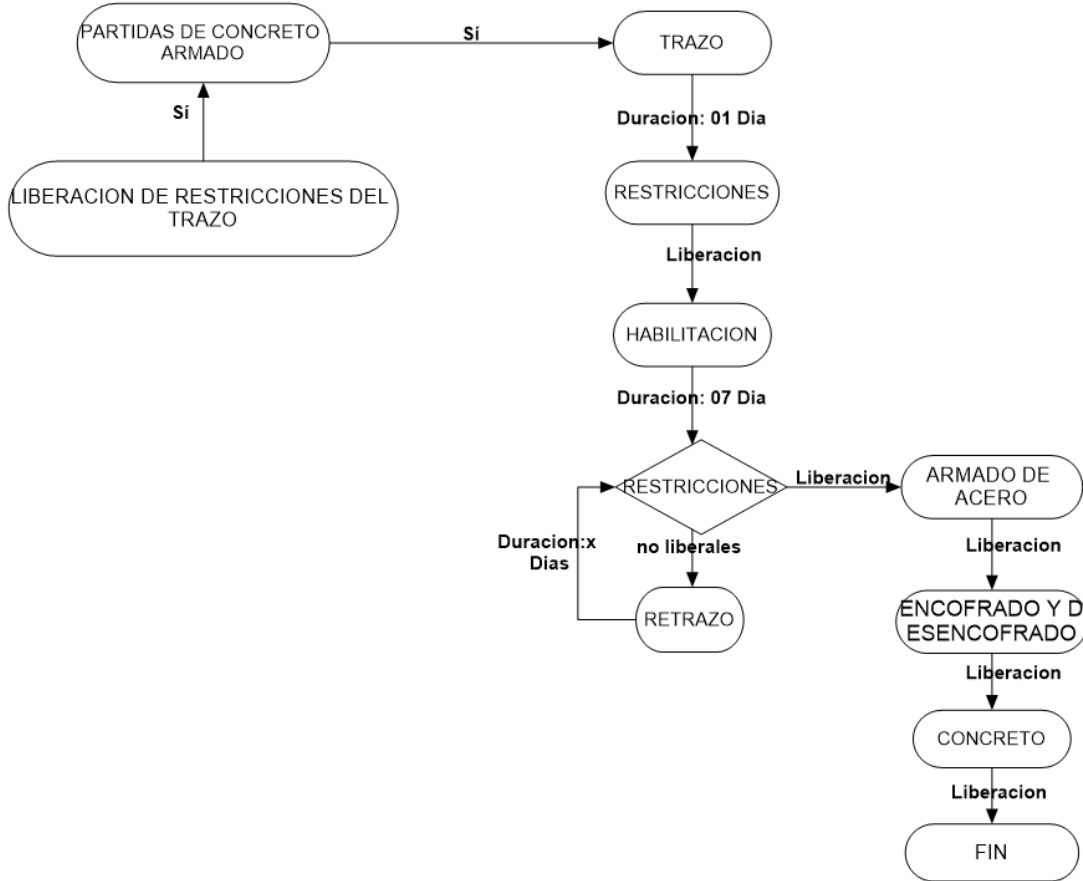 PARTIDAS DE CONCRETO
ARMADO
Sí
TRAZO
Sí
LIBERACION DE RESTRICCIONES DEL
TRAZO
Duracion: 01 Dia
RESTRICCIONES
Liberacion
HABILITACION
Duracion: 07 Dia
RESTRICCIONES
Liberacion
ARMADO DE
ACERO
Duracion:x
Dias
no liberales
RETRAZO
Liberacion
ENCOFRADO Y D
ESENCOFRADO
Liberacion
CONCRETO
Liberacion
FIN